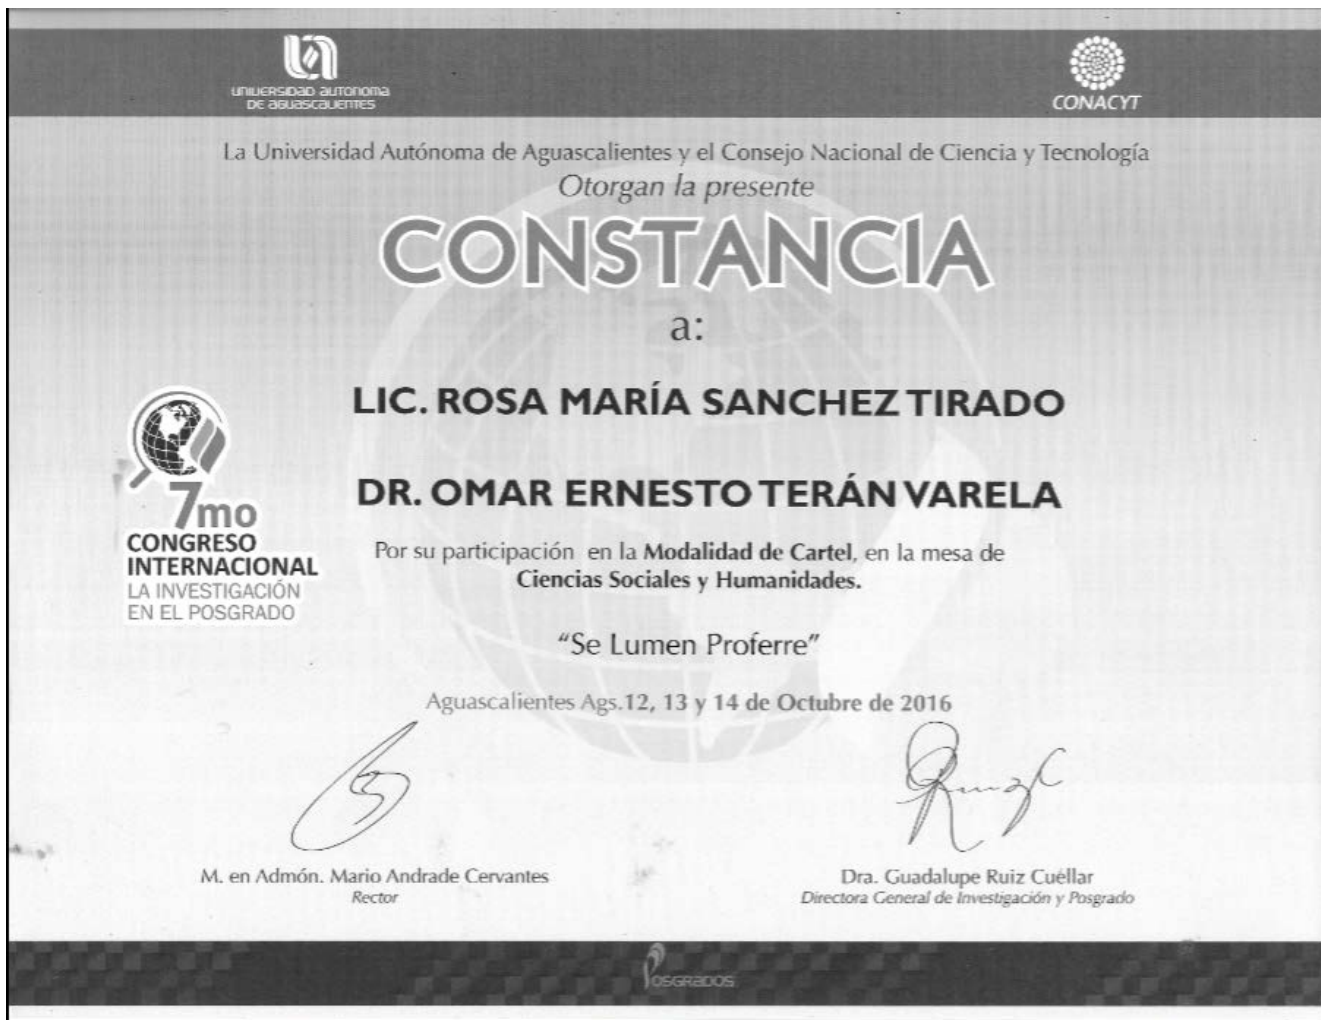 UNIVERSIDAD AUTONOMA
DE AGUASCALIENTES
CONACYT
La Universidad Autónoma de Aguascalientes y el Consejo Nacional de Ciencia y Tecnología
Otorgan la presente
CONSTANCIA
a:
LIC. ROSA MARÍA SANCHEZ TIRADO
DR. OMAR ERNESTO TERÁN VARELA
7mo
CONGRESO
INTERNACIONAL
LA INVESTIGACIÓN
EN EL POSGRADO
Por su participación en la Modalidad de Cartel, en la mesa de
Ciencias Sociales y Humanidades.
“Se Lumen Proferre”
Aguascalientes Ags.12, 13 y 14 de Octubre de 2016
M. en Admón. Mario Andrade Cervantes
Rector
Dra. Guadalupe Ruiz Cuéllar
Directora General de Investigación y Posgrado
POSGRADOS